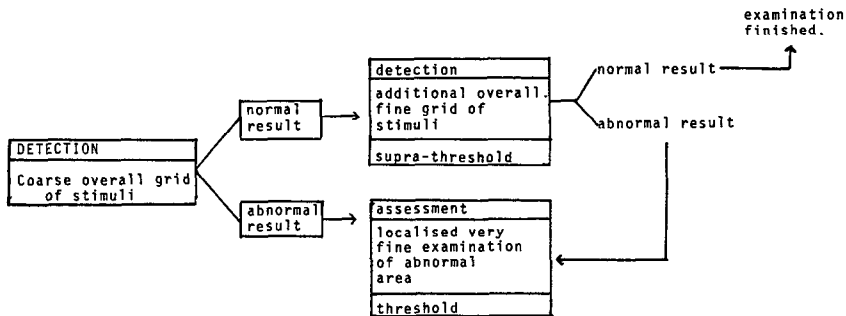 DETECTION
Coarse overall grid
of stimuli
normal
result
abnormal
result
detection
additional overall.
fine grid of
stimuli
supra-threshold
assessment
localised very
fine examination
of abnormal
area
threshold
normal result
abnormal result
examination
finished.